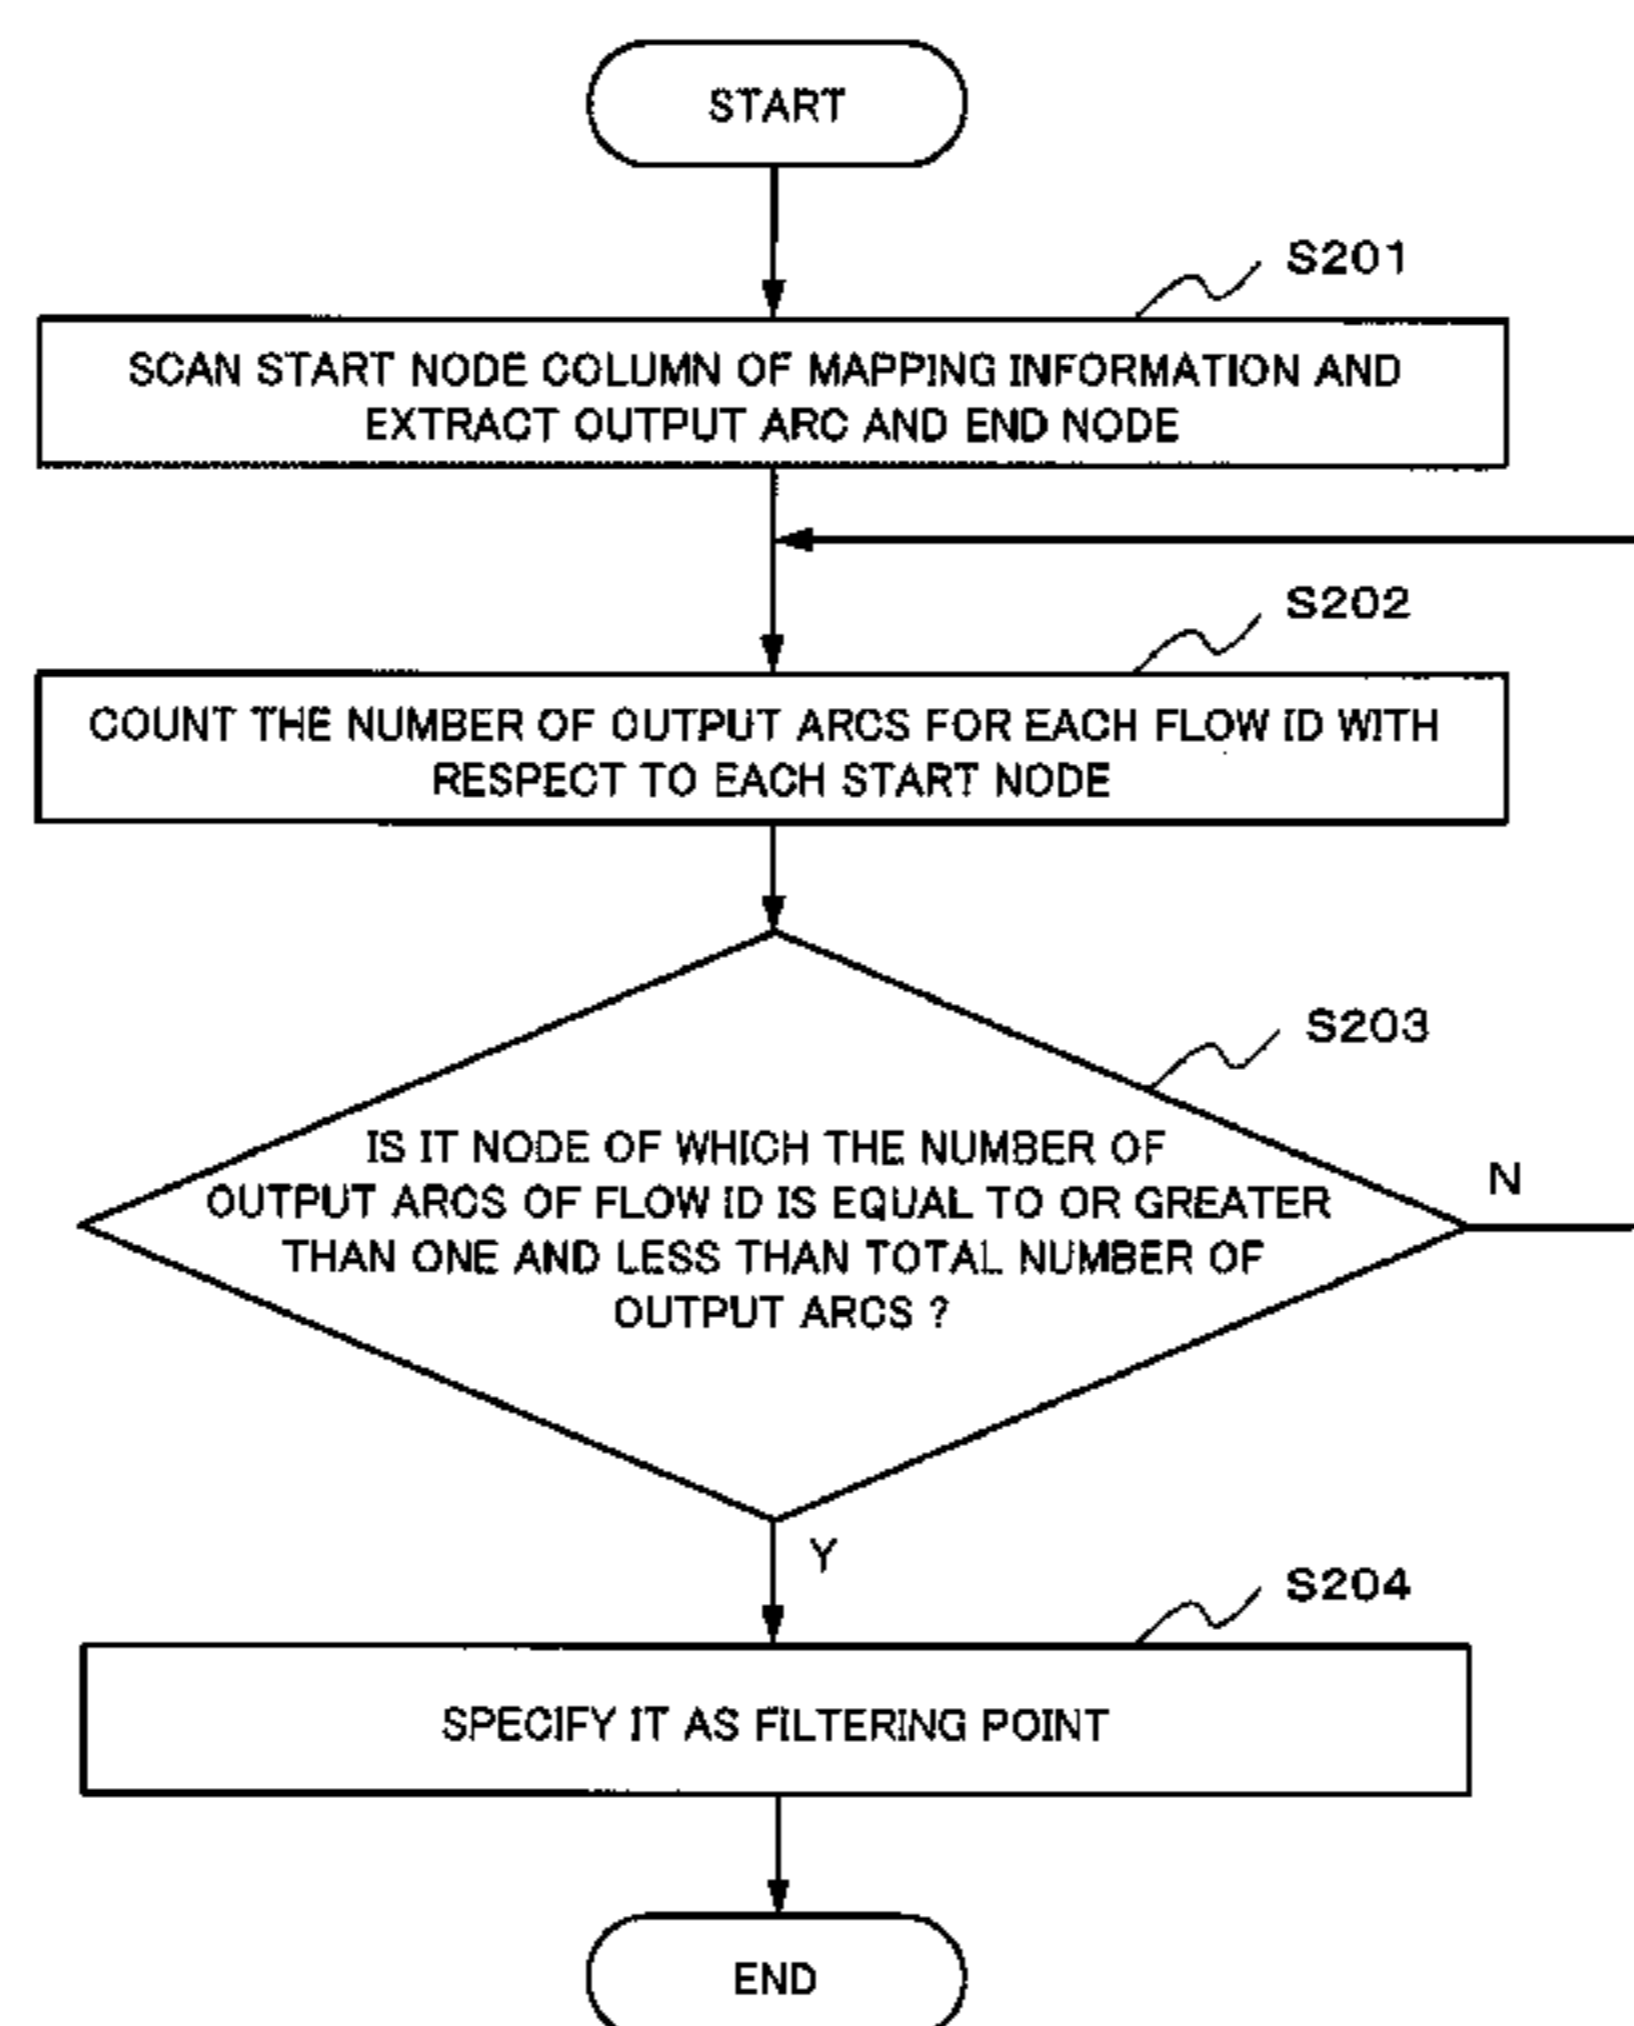 START
S201
SCAN START NODE COLUMN OF MAPPING INFORMATION AND
EXTRACT OUTPUT ARC AND END NODE
S202
COUNT THE NUMBER OF OUTPUT ARCS FOR EACH FLOW ID WITH
RESPECT TO EACH START NODE
S203
IS IT NODE OF WHICH THE NUMBER OF
OUTPUT ARCS OF FLOW ID IS EQUAL TO OR GREATER
THAN ONE AND LESS THAN TOTAL NUMBER OF
OUTPUT ARCS ?
N
Y
S204
SPECIFY IT AS FILTERING POINT
END